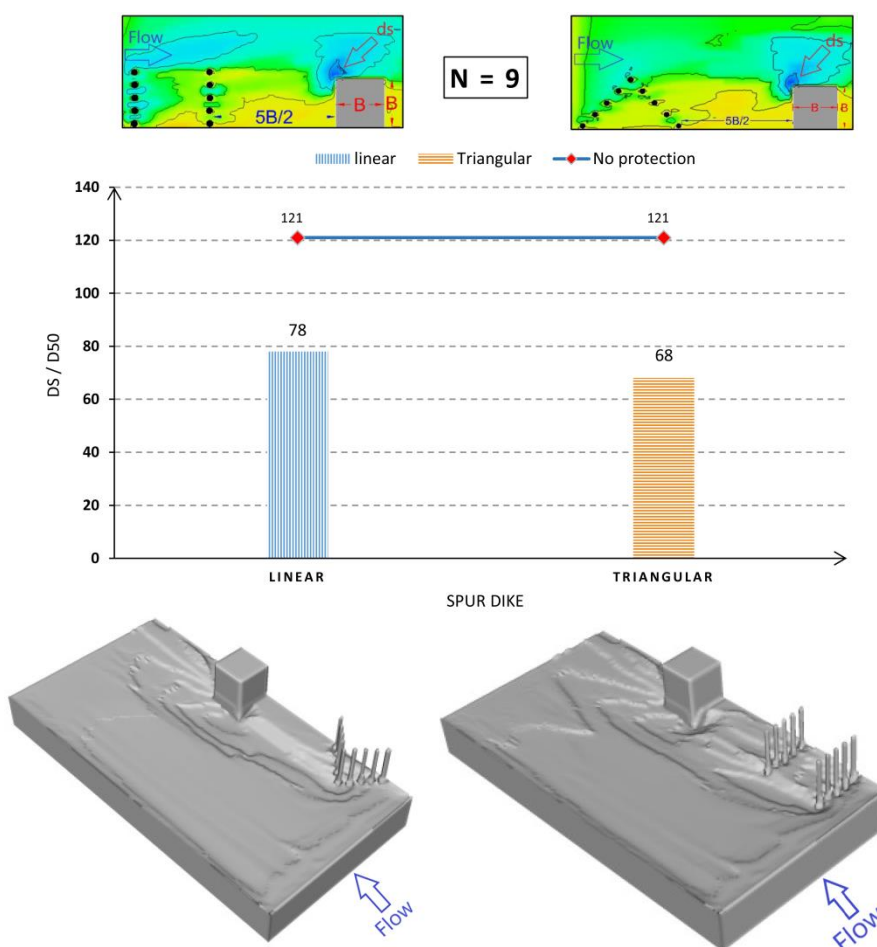 Flow
ds
B
B
5B/2
N = 9
Flow
ds
B
B
5B/2
linear
Triangular
No protection
140
120
100
80
60
40
20
0
DS / D50
121
121
78
68
LINEAR
TRIANGULAR
SPUR DIKE
Flow
Flow